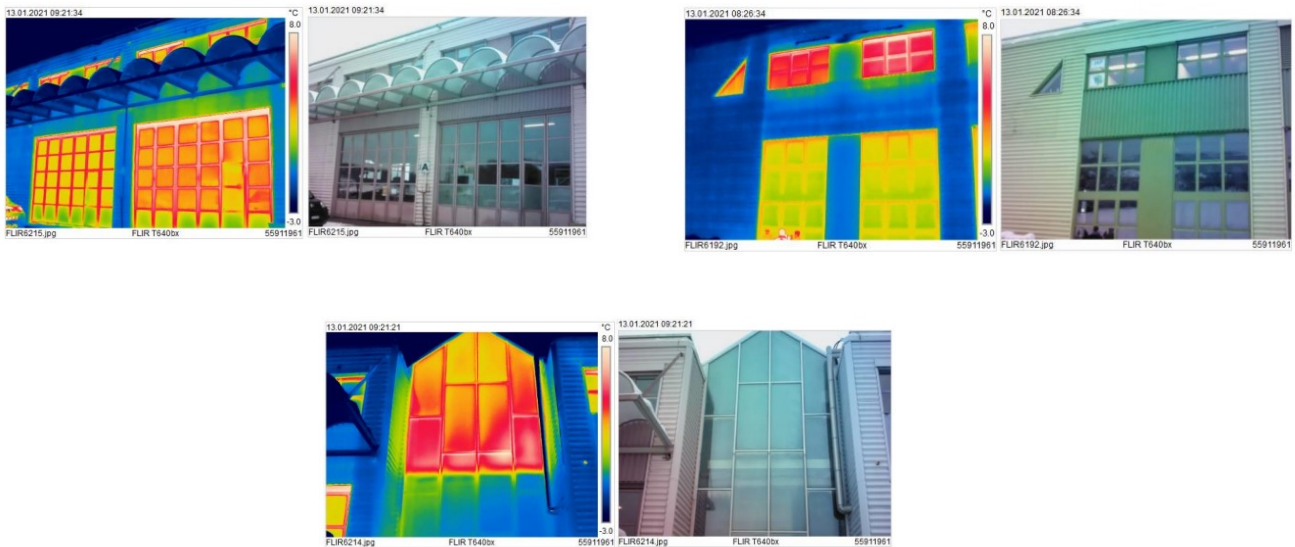 13.01.2021 09:21:34 °C 13.01.2021 09:21:34
8.0
A
-3.0
FLIR6215.jpg FLIR T640bx 55911961 FLIR6215.jpg FLIR T640bx 55911961
13.01.2021 08:26:34 °C 13.01.2021 08:26:34
8.0
-3.0
FLIR6192.jpg FLIR T640bx 55911961 FLIR6192.jpg FLIR T640bx 55911961
13.01.2021 09:21:21 °C 13.01.2021 09:21:21
8.0
-3.0
FLIR6214.jpg FLIR T640bx 55911961 FLIR6214.jpg FLIR T640bx 55911961